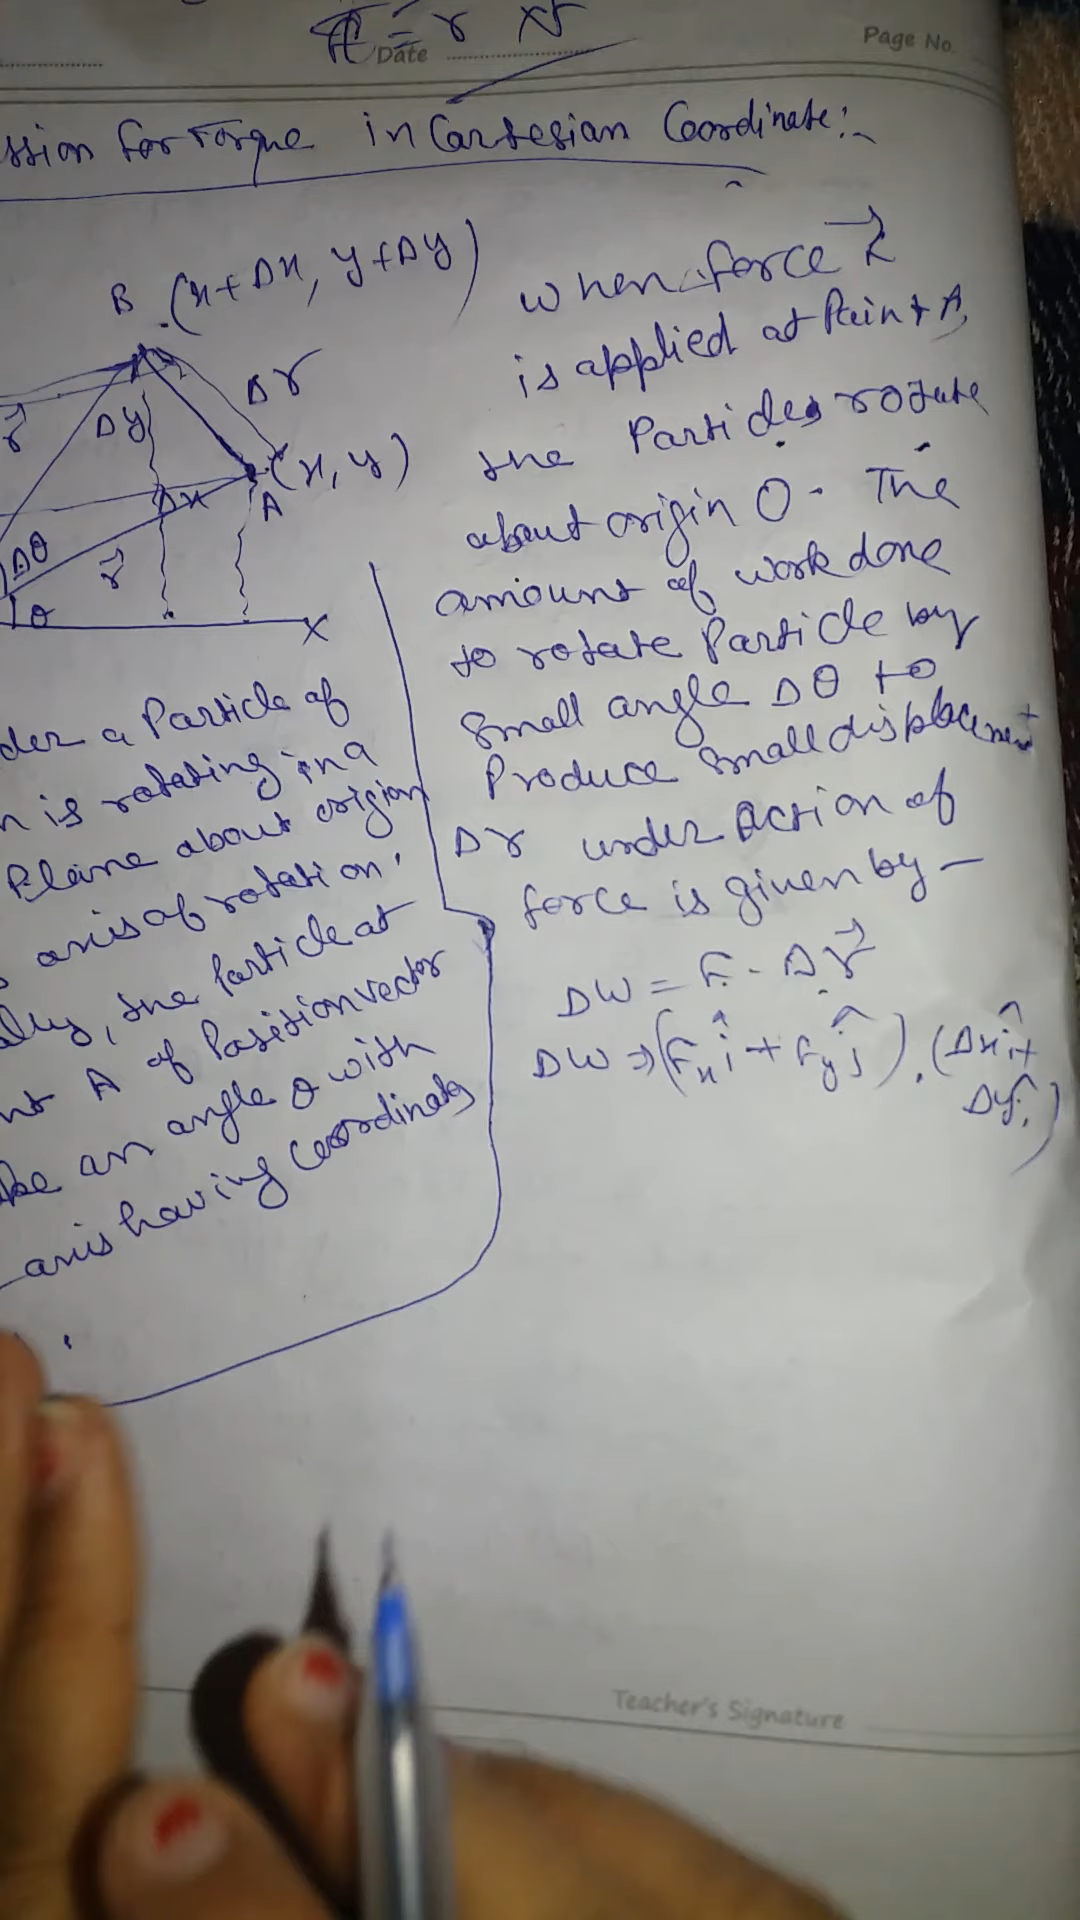 Date
Page No.
ssion for Torque in Cartesian Coordinate:-
B (x+Δx, y+Δy)
Δr
r
Δy
(x, y)
Δx
A
Δθ
r
θ
X
der a Particle of
n is rotating in a
Plane about origion
axis of rotation.
ally, the Particle at
nt A of Position vector
ake an angle θ with
axis having Coordinates
when force
is applied at Point A,
the Particles rotate
about origin O. The
amount of work done
to rotate Particle by
Small angle Δθ to
Produce Small displacement
Δr under Action of
force is given by -
ΔW = F. Δr⃗
ΔW ⇒ (Fx î + Fy ĵ). (Δx î +
Δy ĵ)
Teacher's Signature